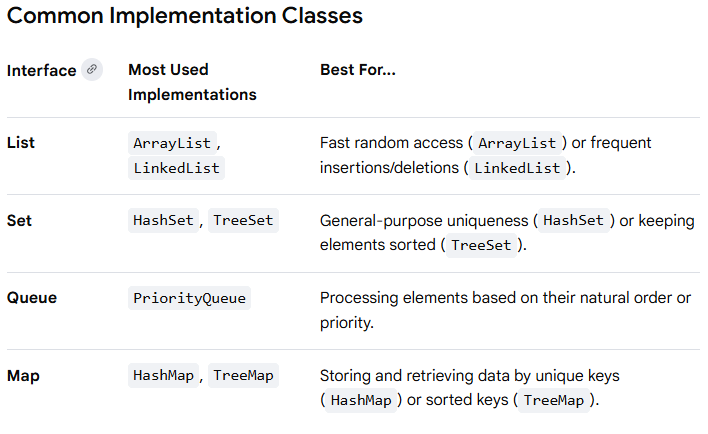 Common Implementation Classes
Interface
Most Used
Implementations
Best For...
List
ArrayList,
LinkedList
Fast random access (ArrayList) or frequent
insertions/deletions (LinkedList).
Set
HashSet, TreeSet
General-purpose uniqueness (HashSet) or keeping
elements sorted (TreeSet).
Queue
PriorityQueue
Processing elements based on their natural order or
priority.
Map
HashMap, TreeMap
Storing and retrieving data by unique keys
(HashMap) or sorted keys (TreeMap).